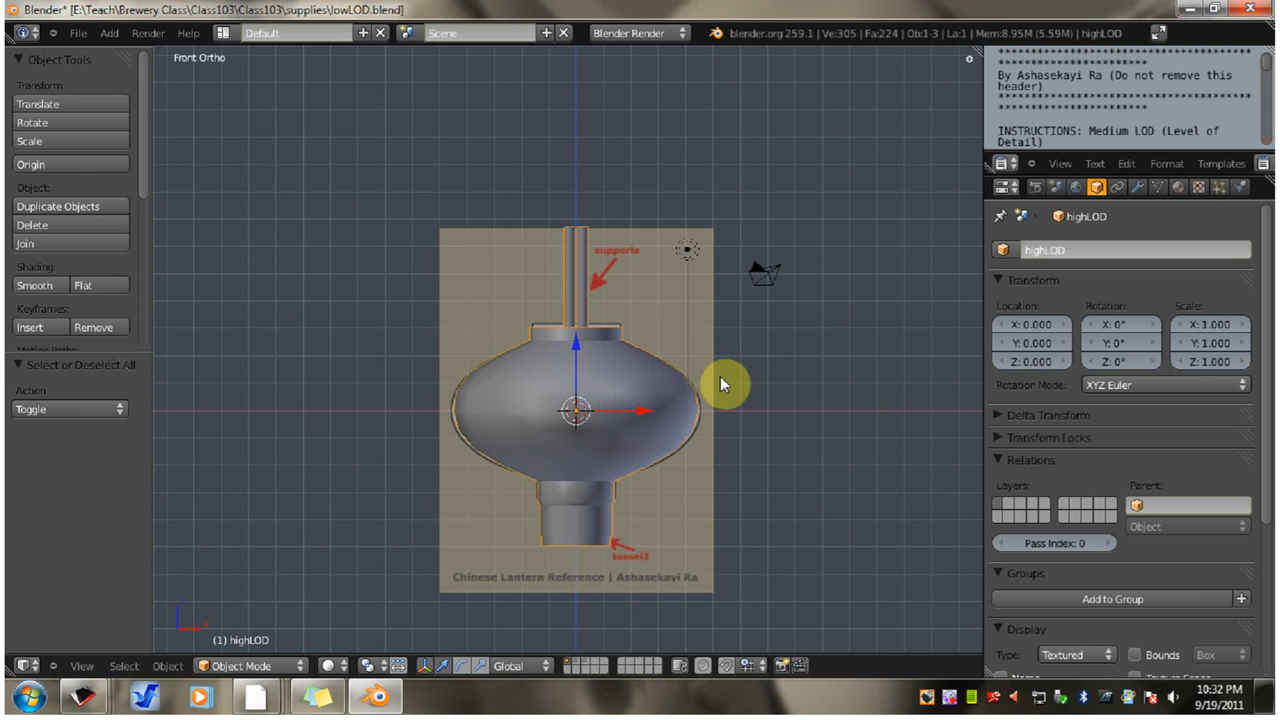 Blender* [E:\Teach\Brewery Class\Class103\Class103\supplies\lowLOD.blend]
File Add Render Help Default Scene Blender Render blender.org 259.1 | Ve:305 | Fa:224 | Ob:1-3 | La:1 | Mem:8.95M (5.59M) | highLOD
Object Tools
Transform:
Translate
Rotate
Scale
Origin
Object:
Duplicate Objects
Delete
Join
Shading:
Smooth Flat
Keyframes:
Insert Remove
Select or Deselect All
Action
Toggle
Front Ortho
supports
tassel2
Chinese Lantern Reference | Ashasekayi Ra
(1) highLOD
View Select Object Object Mode Global
******************************************
************************
By Ashasekayi Ra (Do not remove this
header)
******************************************
************************
INSTRUCTIONS: Medium LOD (Level of
Detail)
View Text Edit Format Templates
highLOD
highLOD
Transform
Location: Rotation: Scale:
X: 0.000 X: 0° X: 1.000
Y: 0.000 Y: 0° Y: 1.000
Z: 0.000 Z: 0° Z: 1.000
Rotation Mode: XYZ Euler
Delta Transform
Transform Locks
Relations
Layers: Parent:
Object
Pass Index: 0
Groups
Add to Group
Display
Type: Textured Bounds Box
10:32 PM
9/19/2011